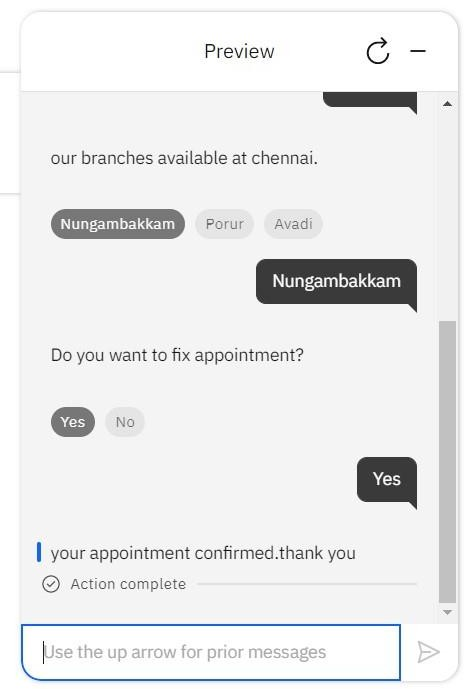 Preview
our branches available at chennai.
Nungambakkam Porur Avadi
Nungambakkam
Do you want to fix appointment?
Yes No
Yes
your appointment confirmed.thank you
Action complete
Use the up arrow for prior messages